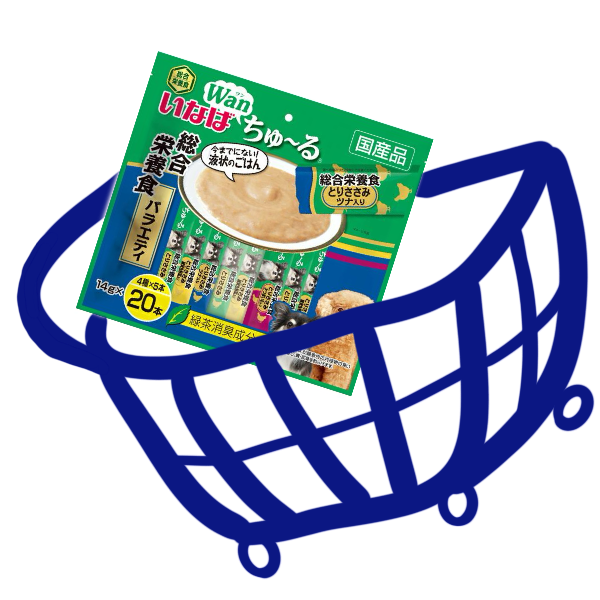 総合
栄養食
Wan
ワン
いなば
ちゅ〜る
国産品
今までにない!
液状のごはん
総合
栄養食
バラエティ
総合栄養食
とりささみ
ツナ入り
14g×
4種×5本
20本
緑茶消臭成分